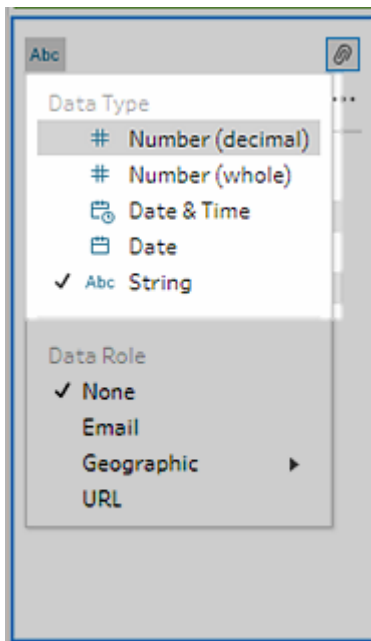 Abc
Data Type
# Number (decimal)
# Number (whole)
Date & Time
Date
✓ Abc String
Data Role
✓ None
Email
Geographic
URL